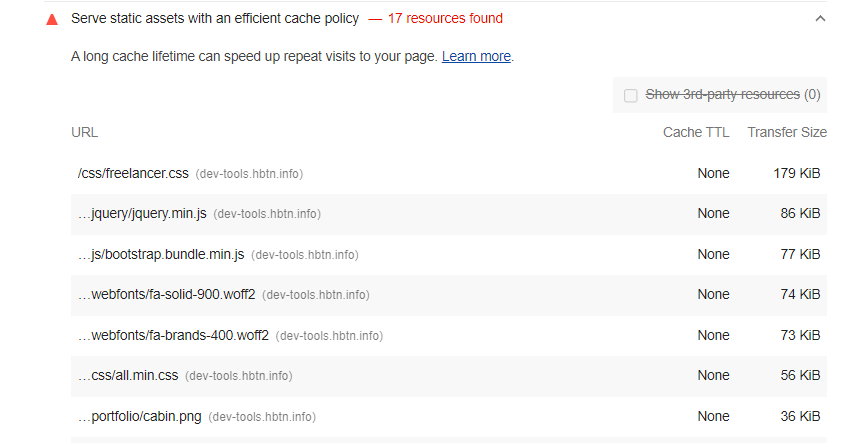 Serve static assets with an efficient cache policy — 17 resources found
A long cache lifetime can speed up repeat visits to your page. Learn more.
Show 3rd-party resources (0)
URL Cache TTL Transfer Size
/css/freelancer.css (dev-tools.hbtn.info) None 179 KiB
…jquery/jquery.min.js (dev-tools.hbtn.info) None 86 KiB
…js/bootstrap.bundle.min.js (dev-tools.hbtn.info) None 77 KiB
…webfonts/fa-solid-900.woff2 (dev-tools.hbtn.info) None 74 KiB
…webfonts/fa-brands-400.woff2 (dev-tools.hbtn.info) None 73 KiB
…css/all.min.css (dev-tools.hbtn.info) None 56 KiB
…portfolio/cabin.png (dev-tools.hbtn.info) None 36 KiB